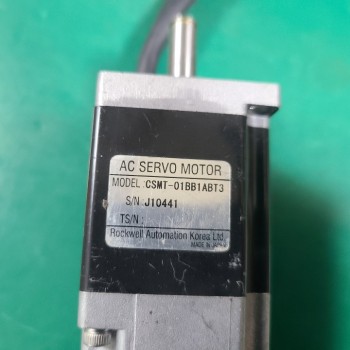 AC SERVO MOTOR
MODEL :CSMT-01BB1ABT3
S/N :J10441
TS/N :
Rockwell Automation Korea Ltd.
MADE IN JAPAN